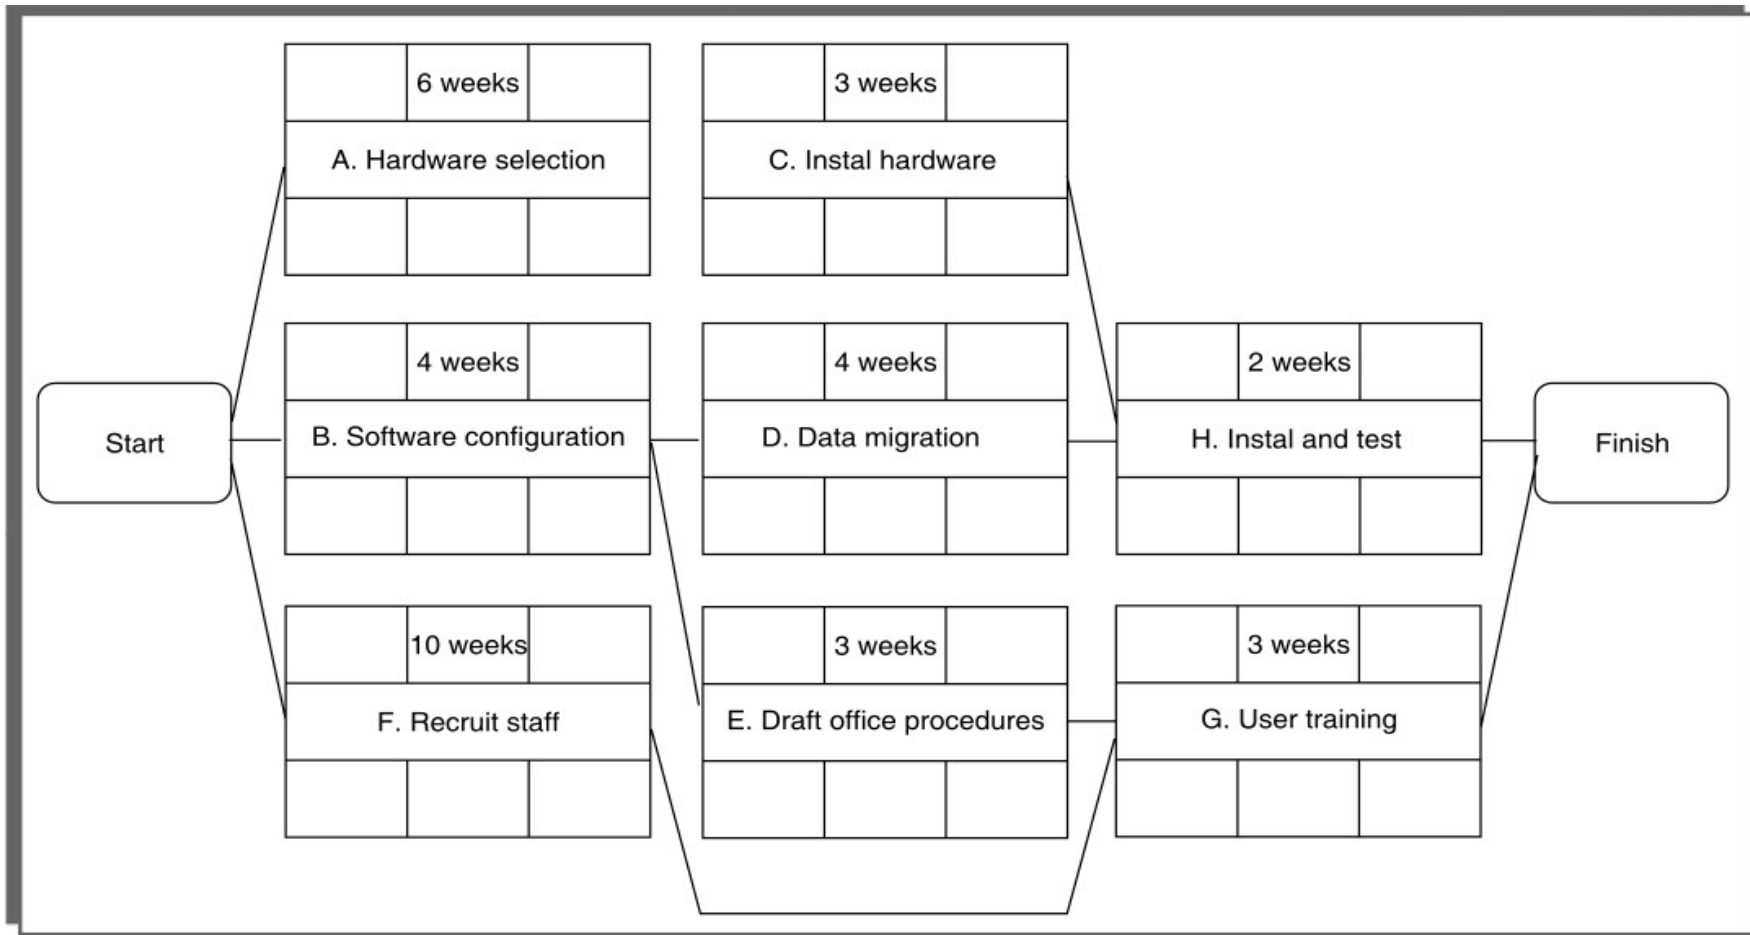 6 weeks
3 weeks
A. Hardware selection
C. Instal hardware
4 weeks
4 weeks
2 weeks
Start
B. Software configuration
D. Data migration
H. Instal and test
Finish
10 weeks
3 weeks
3 weeks
F. Recruit staff
E. Draft office procedures
G. User training